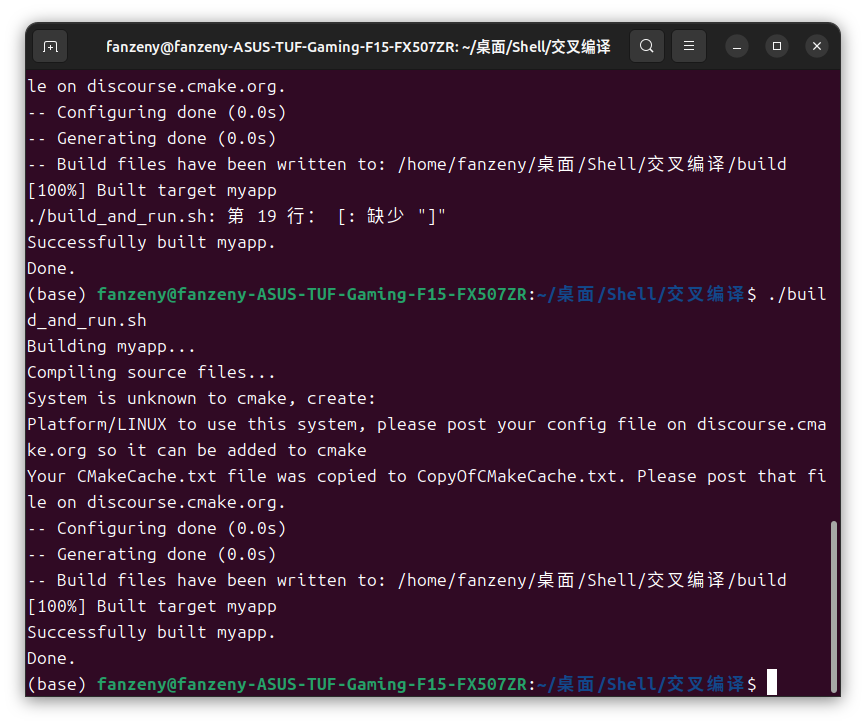 fanzeny@fanzeny-ASUS-TUF-Gaming-F15-FX507ZR: ~/桌面/Shell/交叉编译
le on discourse.cmake.org.
-- Configuring done (0.0s)
-- Generating done (0.0s)
-- Build files have been written to: /home/fanzeny/桌面/Shell/交叉编译/build
[100%] Built target myapp
./build_and_run.sh: 第 19 行： [: 缺少 "]"
Successfully built myapp.
Done.
(base) fanzeny@fanzeny-ASUS-TUF-Gaming-F15-FX507ZR:~/桌面/Shell/交叉编译$ ./buil
d_and_run.sh
Building myapp...
Compiling source files...
System is unknown to cmake, create:
Platform/LINUX to use this system, please post your config file on discourse.cma
ke.org so it can be added to cmake
Your CMakeCache.txt file was copied to CopyOfCMakeCache.txt. Please post that fi
le on discourse.cmake.org.
-- Configuring done (0.0s)
-- Generating done (0.0s)
-- Build files have been written to: /home/fanzeny/桌面/Shell/交叉编译/build
[100%] Built target myapp
Successfully built myapp.
Done.
(base) fanzeny@fanzeny-ASUS-TUF-Gaming-F15-FX507ZR:~/桌面/Shell/交叉编译$